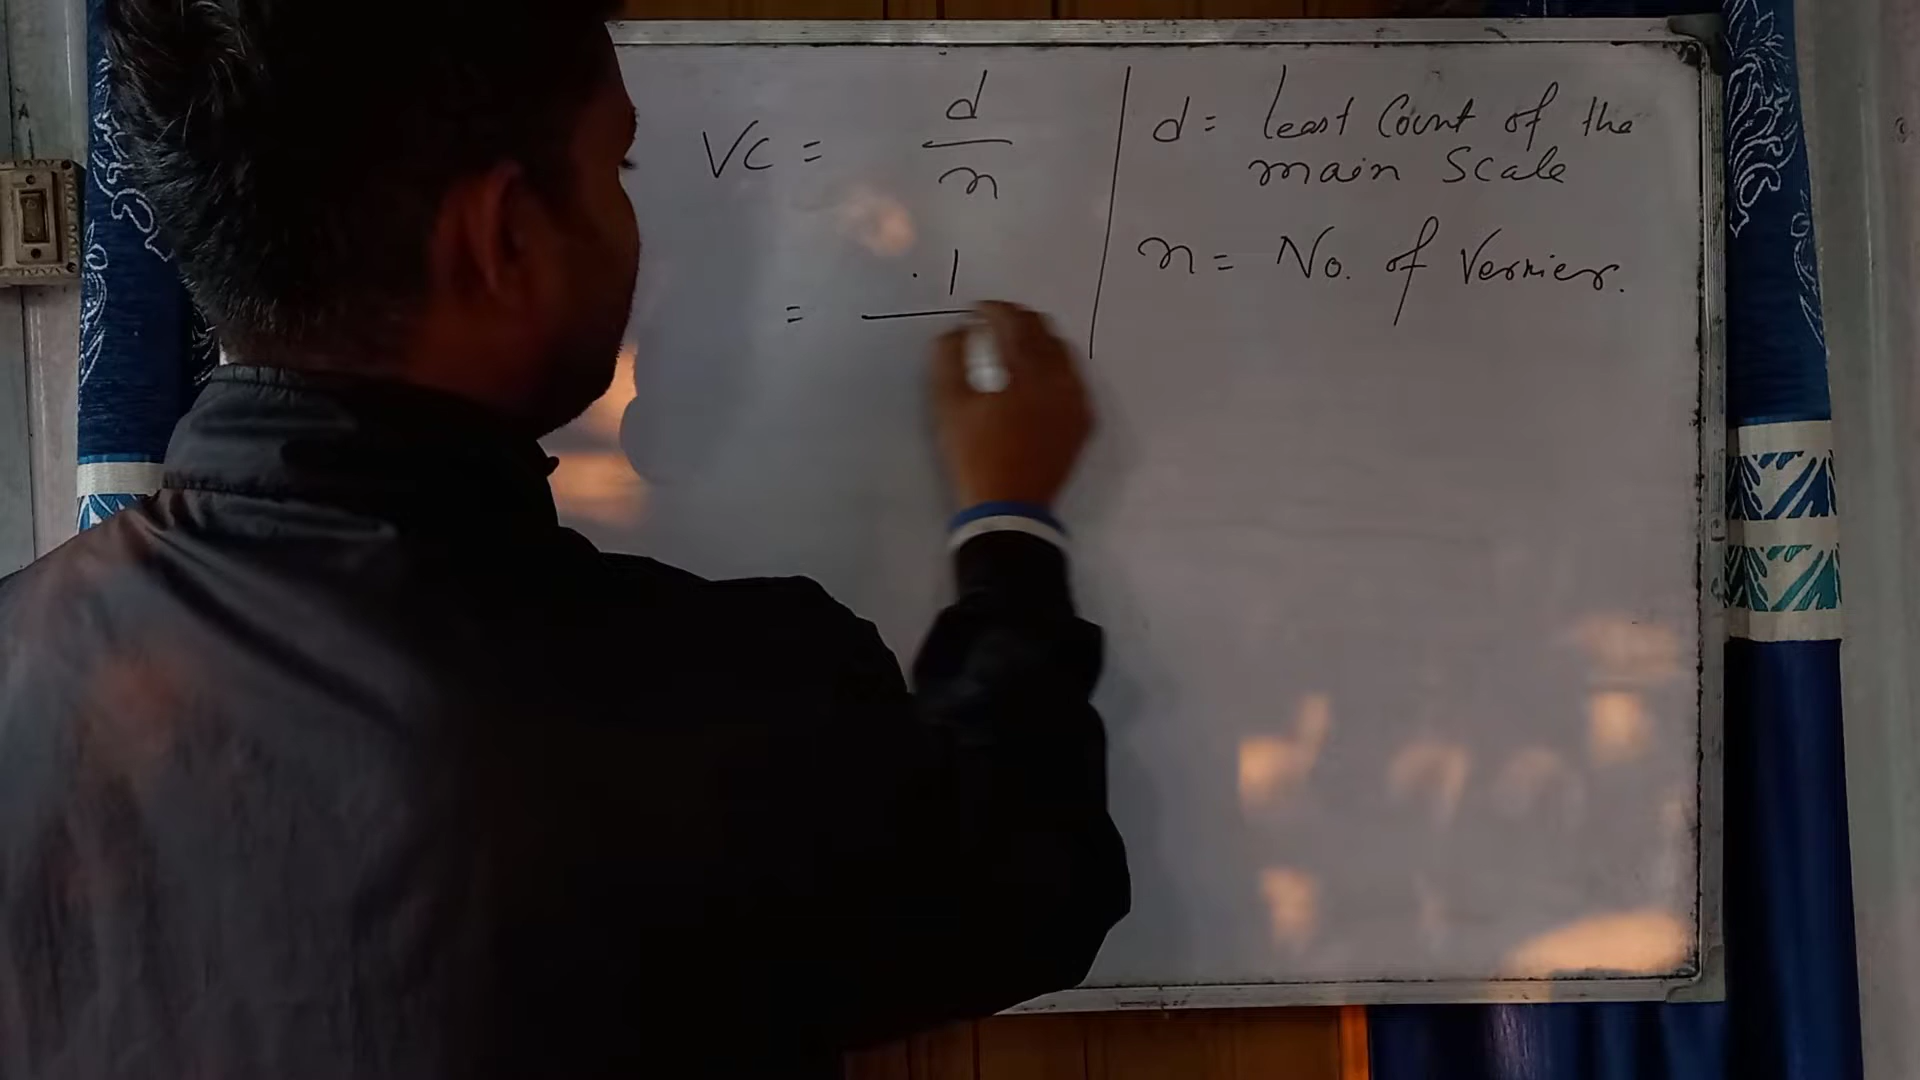 VC = d/n
= .1
d = least Count of the
main Scale
n = No. of Vernier.